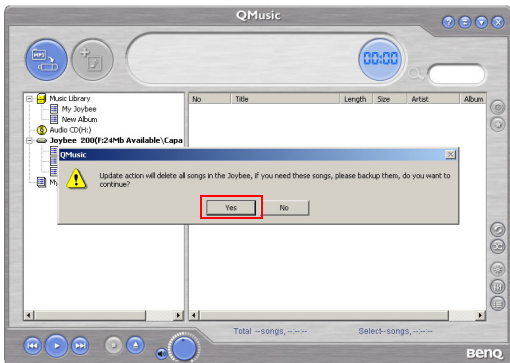 QMusic
MP3
00:00
Music Library
My Joybee
New Album
Audio CD(H:)
Joybee 200(F:24Mb Available\Capa
No Title Length Size Artist Album
QMusic
Update action will delete all songs in the Joybee, if you need these songs, please backup them, do you want to
continue?
Yes No
Total --songs, --:--:-- Select--songs, --:--:--
BenQ